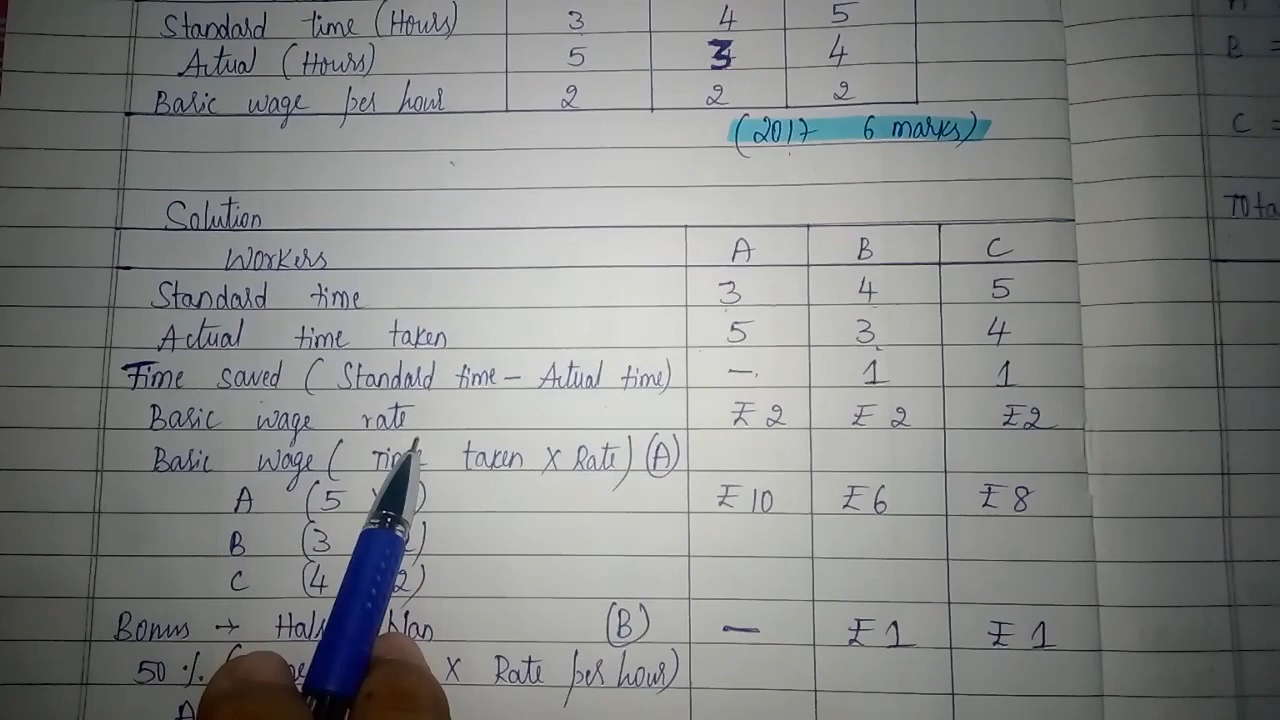 Standard time (Hours) 3 4 5
Actual (Hours) 5 3 4
Basic wage per hour 2 2 2
(2017 6 marks)
Solution
Workers A B C
Standard time 3 4 5
Actual time taken 5 3 4
Time saved ( Standard time - Actual time) — 1 1
Basic wage rate ₹ 2 ₹ 2 ₹2
Basic Wage ( taken X Rate) (A)
A (5 ) ₹ 10 ₹ 6 ₹ 8
B (3 )
C (4 2)
Bonus → plan (B) — ₹ 1 ₹ 1
50 % X Rate per hour)
A
B =
C =